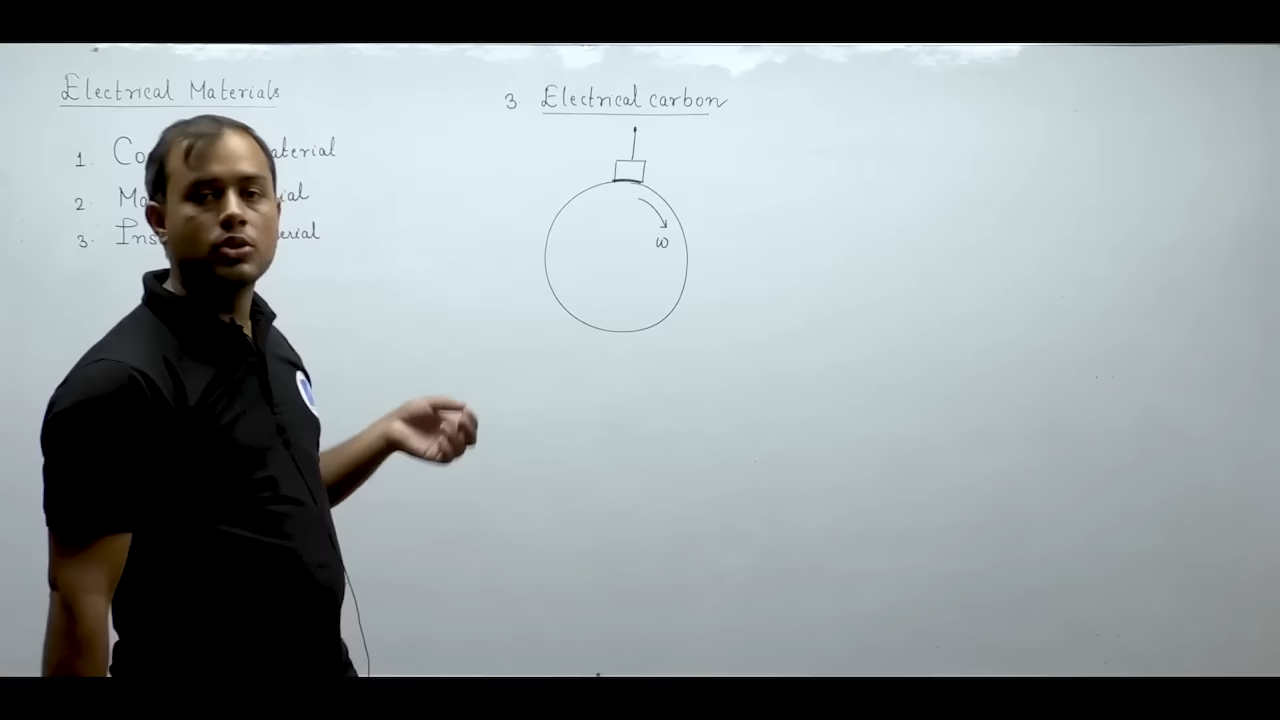 Electrical Materials
1. Co aterial
2. Ma ial
3. Ins erial
3. Electrical carbon
ω